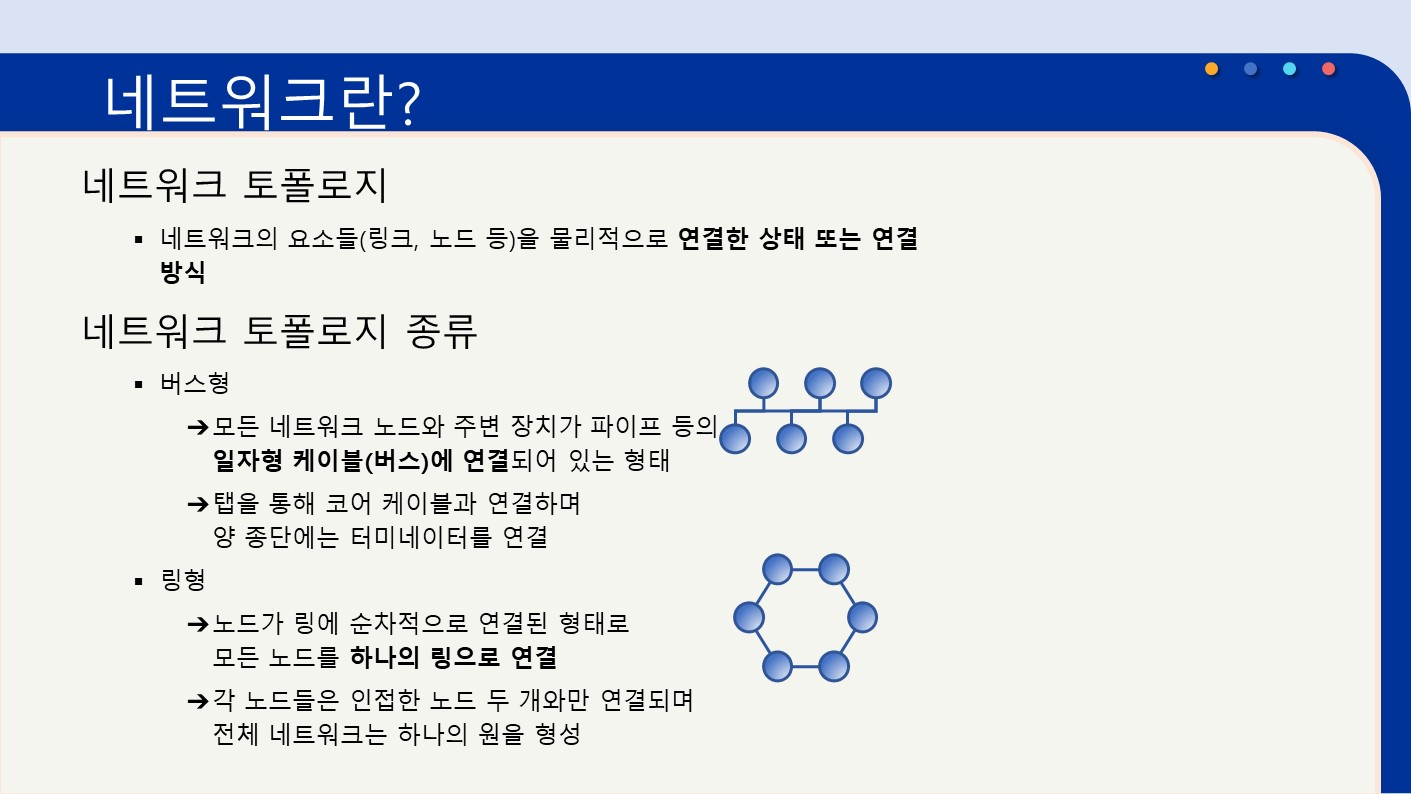 네트워크란?
네트워크 토폴로지
▪ 네트워크의 요소들(링크, 노드 등)을 물리적으로 연결한 상태 또는 연결
방식
네트워크 토폴로지 종류
▪ 버스형
➔모든 네트워크 노드와 주변 장치가 파이프 등의
일자형 케이블(버스)에 연결되어 있는 형태
➔탭을 통해 코어 케이블과 연결하며
양 종단에는 터미네이터를 연결
▪ 링형
➔노드가 링에 순차적으로 연결된 형태로
모든 노드를 하나의 링으로 연결
➔각 노드들은 인접한 노드 두 개와만 연결되며
전체 네트워크는 하나의 원을 형성